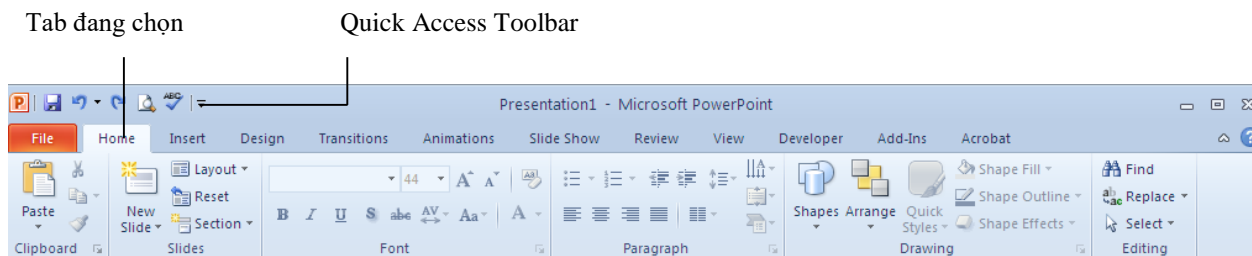 Tab đang chọn Quick Access Toolbar
P ABC Presentation1 - Microsoft PowerPoint
File Home Insert Design Transitions Animations Slide Show Review View Developer Add-Ins Acrobat
Layout Shape Fill Find
44 A A Reset Shape Outline Replace
Paste New Slide Section B I U S abc AV Aa A Shapes Arrange Quick Styles Shape Effects Select
Clipboard Slides Font Paragraph Drawing Editing